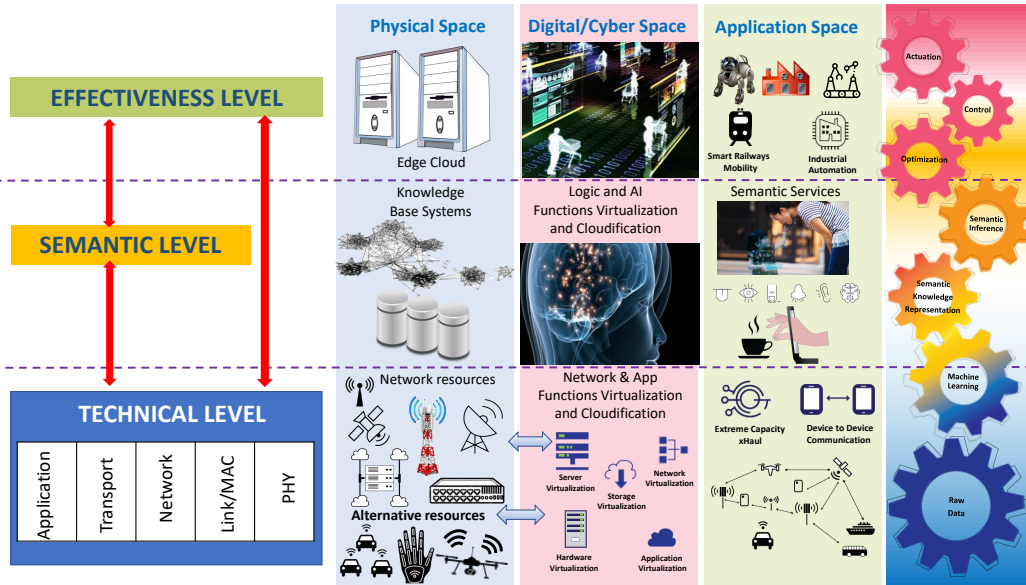 Physical Space
Digital/Cyber Space
Application Space
EFFECTIVENESS LEVEL
Edge Cloud
Smart Railways
Mobility
Industrial
Automation
Actuation
Control
Optimization
SEMANTIC LEVEL
Knowledge
Base Systems
Logic and AI
Functions Virtualization
and Cloudification
Semantic Services
Semantic
Inference
Semantic
Knowledge
Representation
TECHNICAL LEVEL
Application
Transport
Network
Link/MAC
PHY
Network resources
Alternative resources
Network & App
Functions Virtualization
and Cloudification
Server
Virtualization
Storage
Virtualization
Network
Virtualization
Hardware
Virtualization
Application
Virtualization
Extreme Capacity
xHaul
Device to Device
Communication
Machine
Learning
Raw
Data